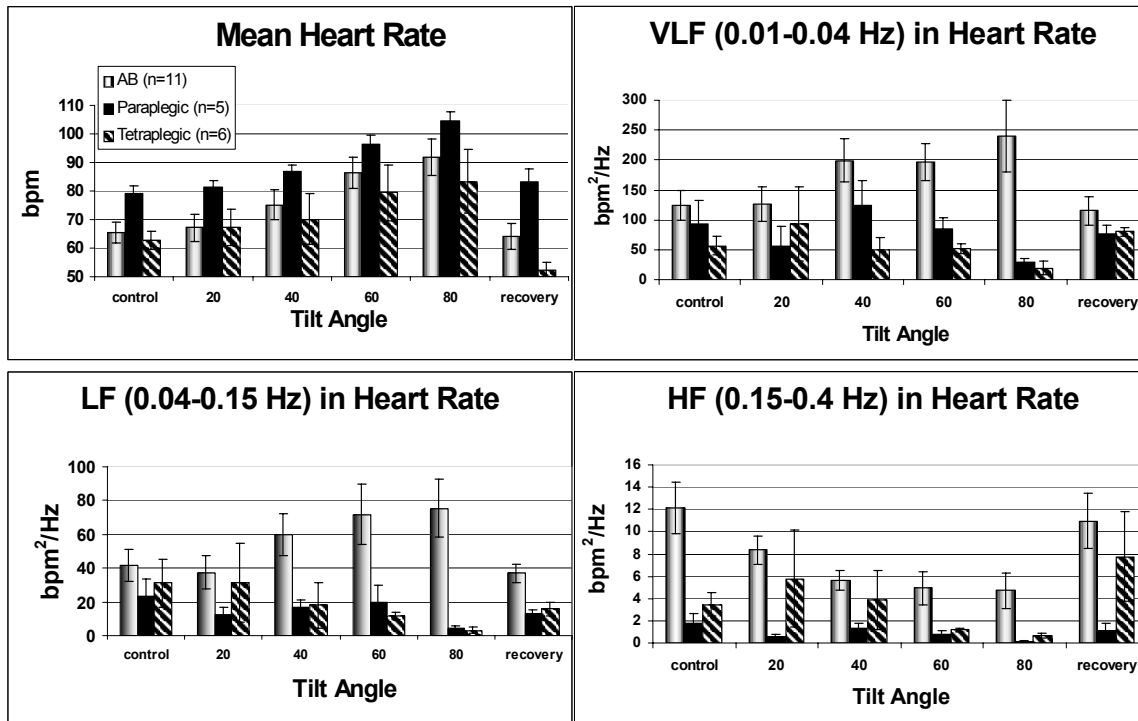 Mean Heart Rate
AB (n=11)
Paraplegic (n=5)
Tetraplegic (n=6)
110
100
90
80
70
60
50
bpm
control 20 40 60 80 recovery
Tilt Angle
VLF (0.01-0.04 Hz) in Heart Rate
300
250
200
150
100
50
0
bpm²/Hz
control 20 40 60 80 recovery
Tilt Angle
LF (0.04-0.15 Hz) in Heart Rate
100
80
60
40
20
0
bpm²/Hz
control 20 40 60 80 recovery
Tilt Angle
HF (0.15-0.4 Hz) in Heart Rate
16
14
12
10
8
6
4
2
0
bpm²/Hz
control 20 40 60 80 recovery
Tilt Angle